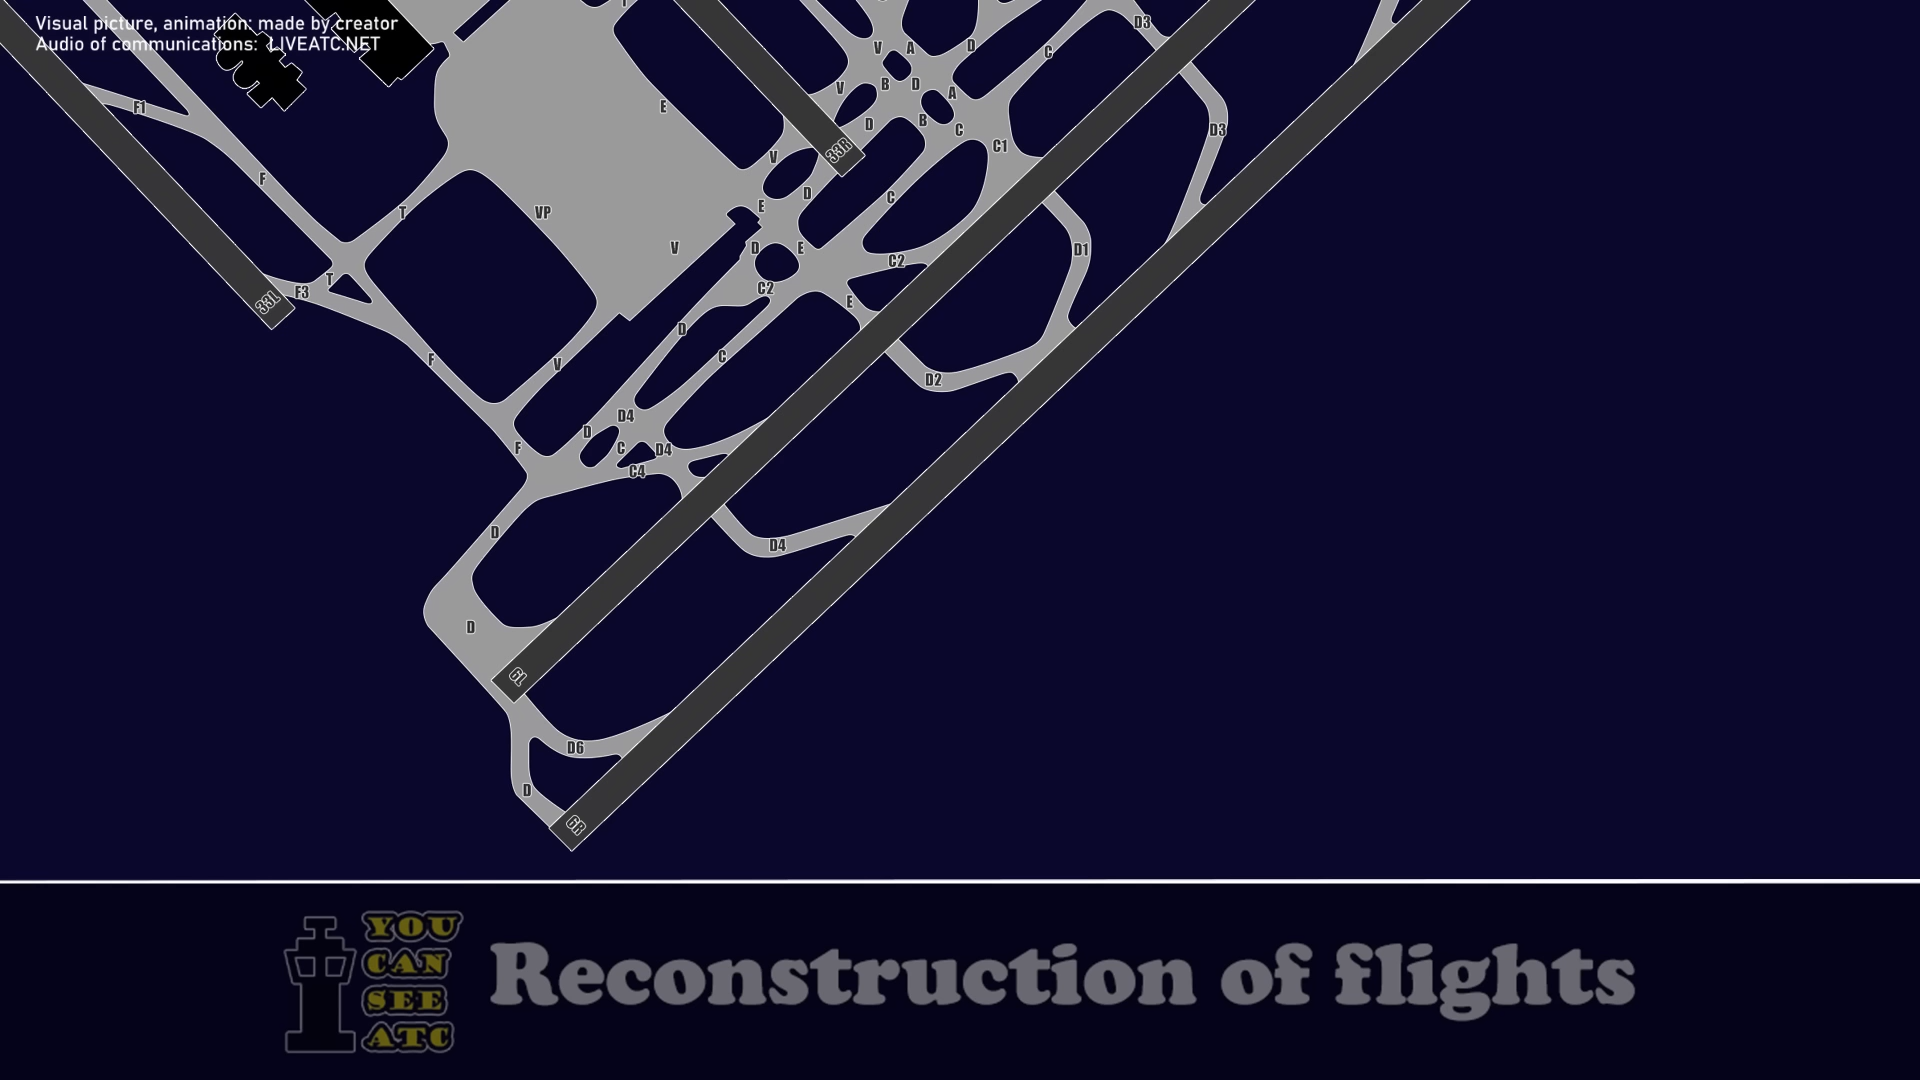 Visual picture, animation: made by creator
Audio of communications: LIVEATC.NET
D3
V A D C
E
V B D A
F1
D B C
D3
33R
C1
V
F
D C
T VP E
V D E D1
C2
T
F3
33L
C2 E
D
C
F V
D2
D4
D
F C D4
C4
D
D4
D
6L
D6
D
6R
YOU
CAN
SEE
ATC
Reconstruction of flights